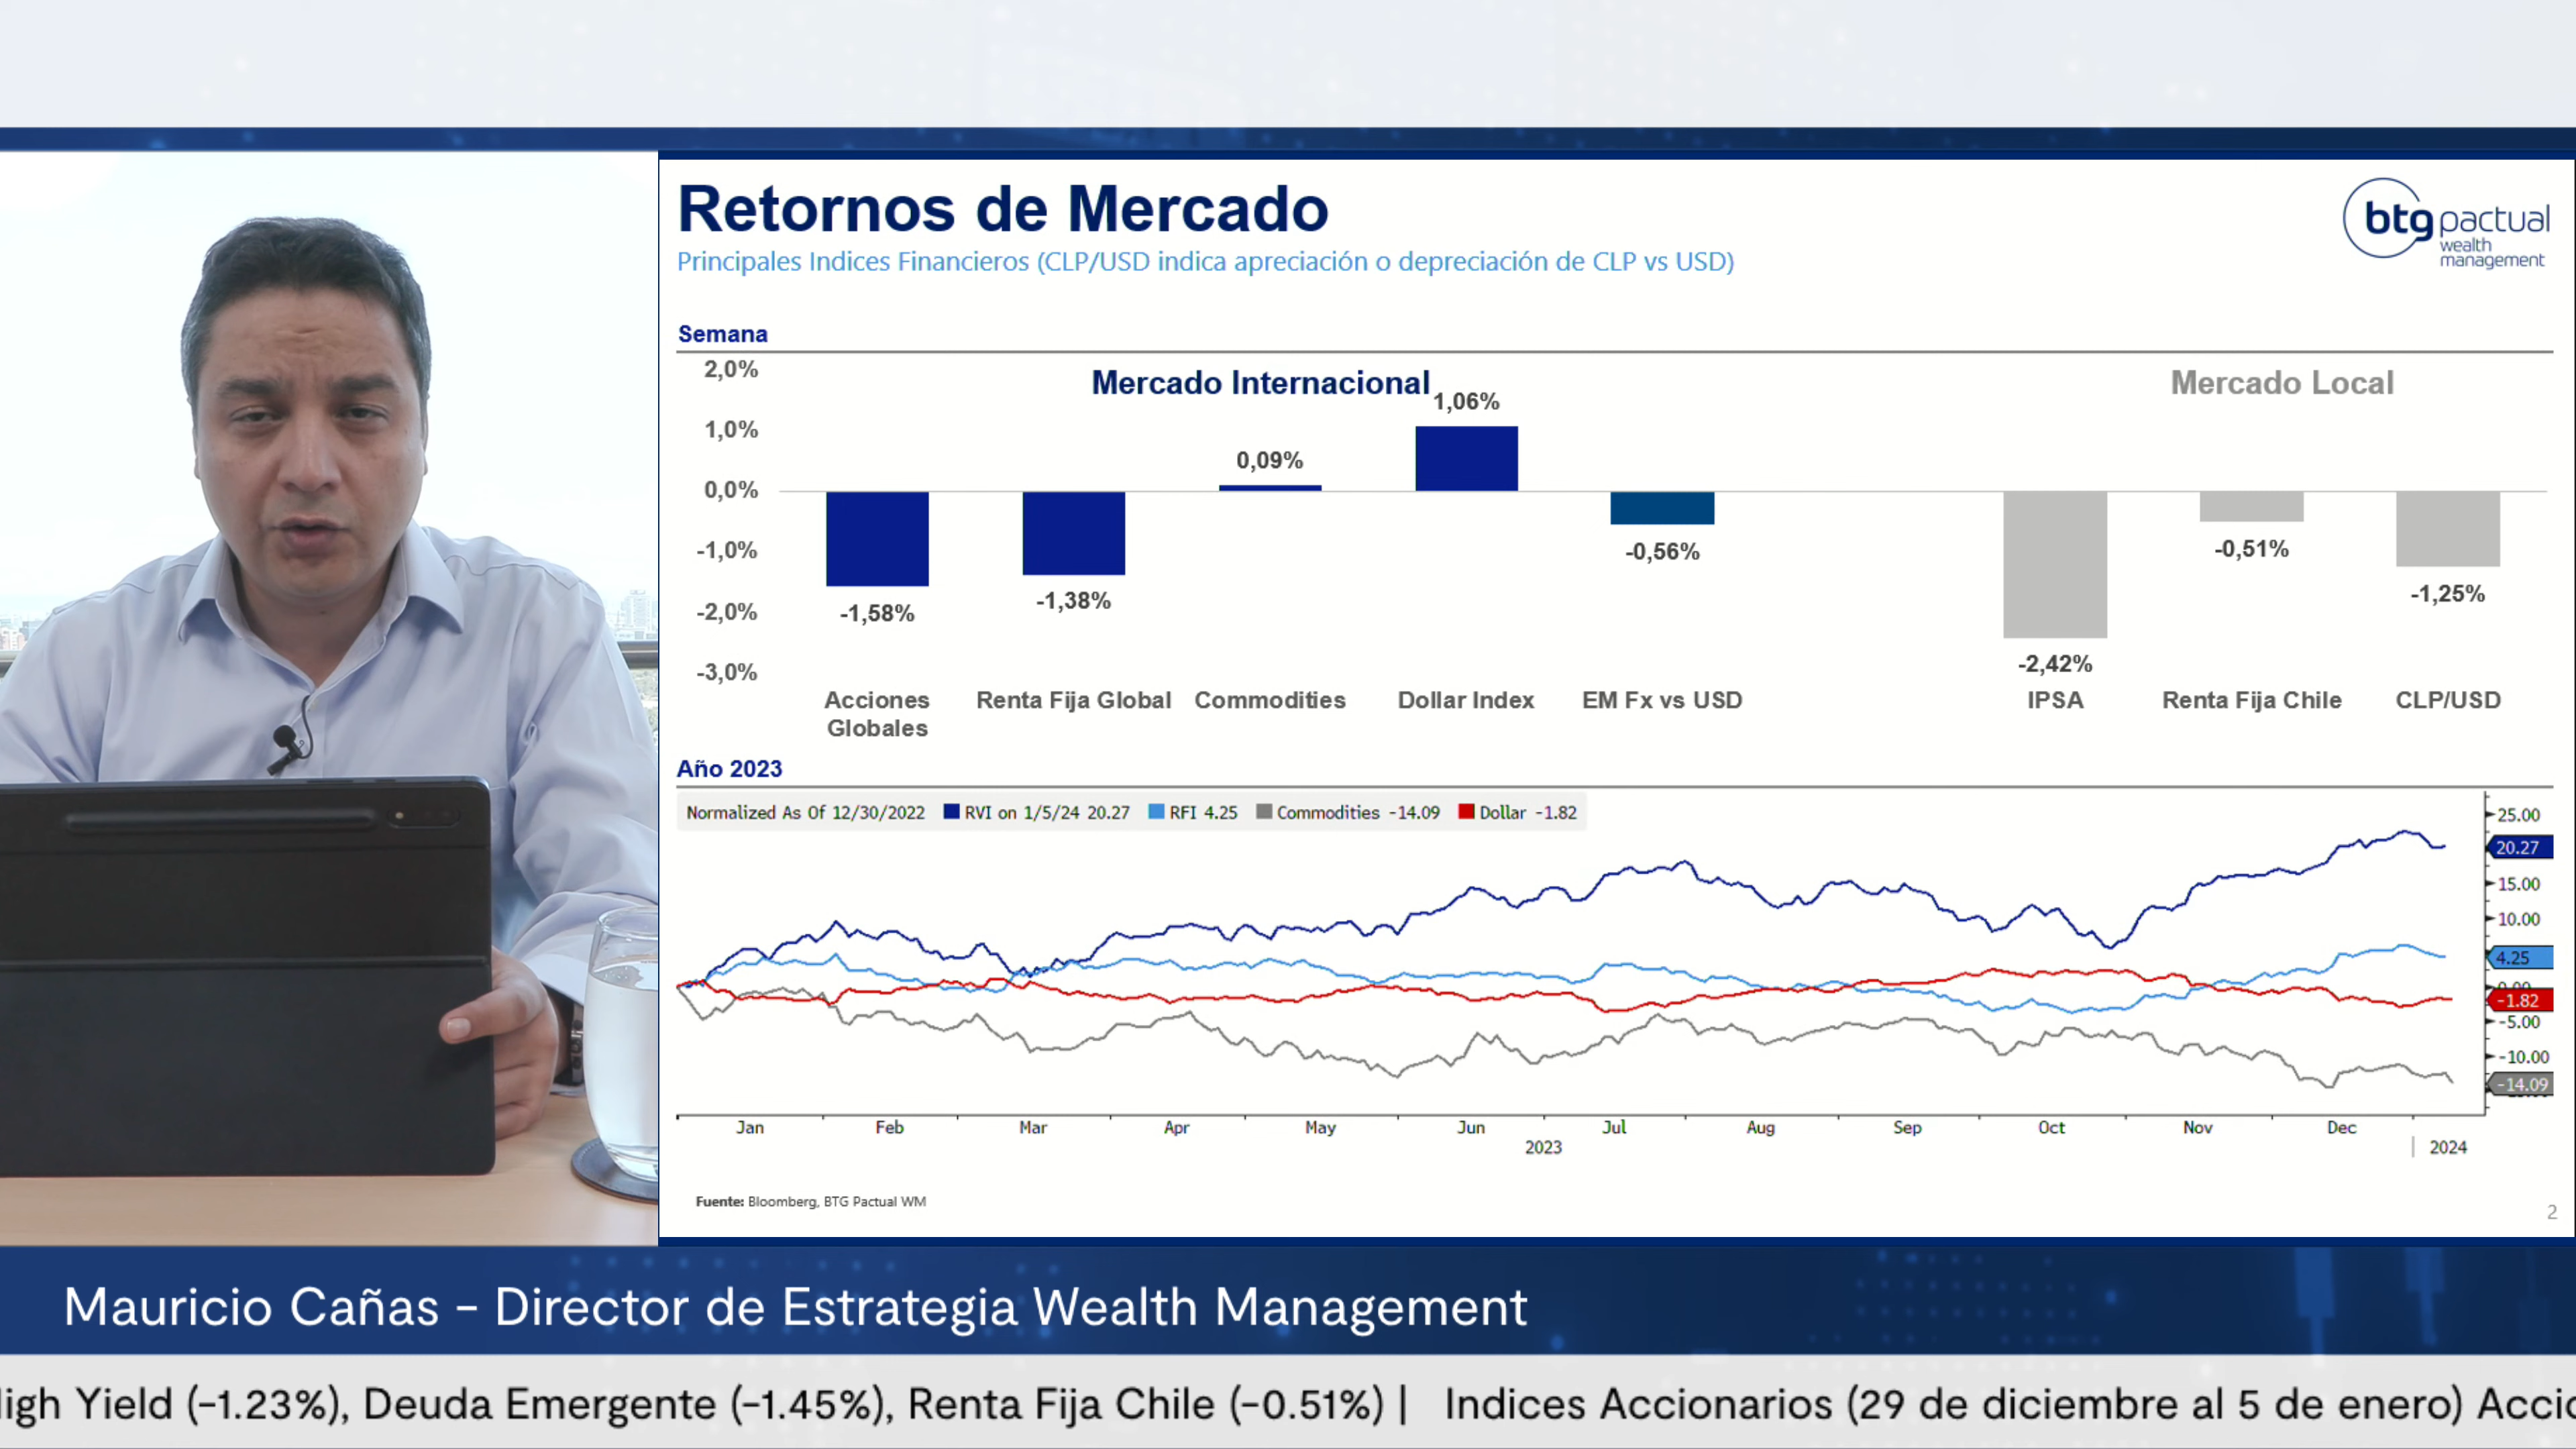 Retornos de Mercado
Principales Indices Financieros (CLP/USD indica apreciación o depreciación de CLP vs USD)
btg pactual
wealth
management
Semana
Mercado Internacional
Mercado Local
2,0%
1,0%
0,0%
-1,0%
-2,0%
-3,0%
-1,58%
-1,38%
0,09%
1,06%
-0,56%
-2,42%
-0,51%
-1,25%
Acciones
Globales
Renta Fija Global
Commodities
Dollar Index
EM Fx vs USD
IPSA
Renta Fija Chile
CLP/USD
Año 2023
Normalized As Of 12/30/2022 RVI on 1/5/24 20.27 RFI 4.25 Commodities -14.09 Dollar -1.82
25.00
20.27
15.00
10.00
4.25
-1.82
-5.00
-10.00
-14.09
Jan Feb Mar Apr May Jun Jul Aug Sep Oct Nov Dec
2023 2024
Fuente: Bloomberg, BTG Pactual WM
2
Mauricio Cañas - Director de Estrategia Wealth Management
Yield (-1.23%), Deuda Emergente (-1.45%), Renta Fija Chile (-0.51%) | Indices Accionarios (29 de diciembre al 5 de enero)